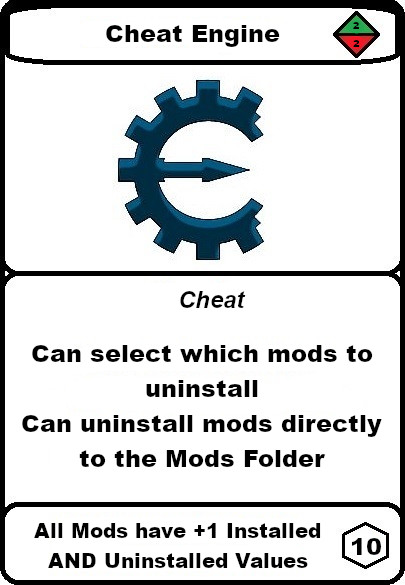 Cheat Engine
2
2
Cheat
Can select which mods to
uninstall
Can uninstall mods directly
to the Mods Folder
All Mods have +1 Installed
AND Uninstalled Values
10